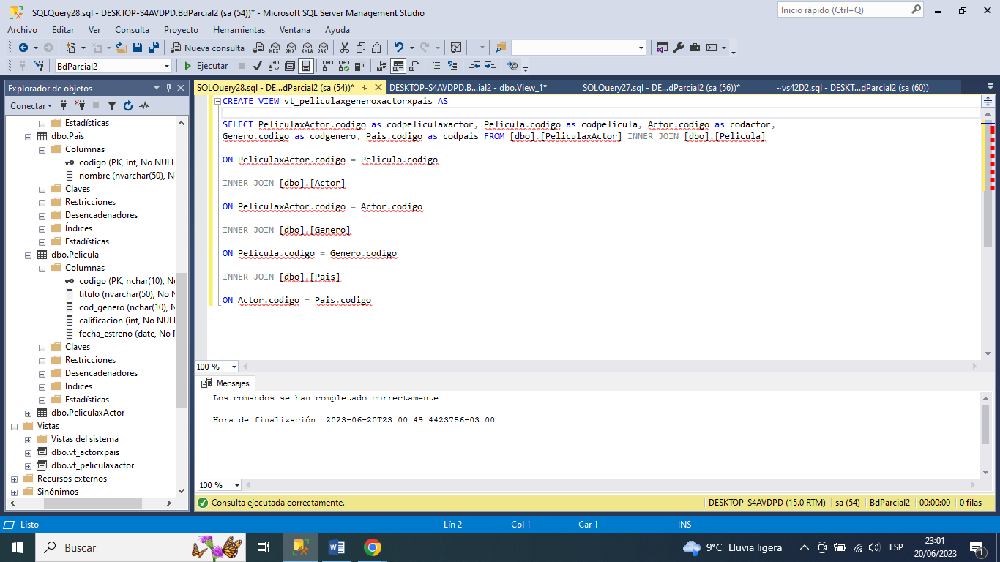 SQLQuery28.sql - DESKTOP-S4AVDPD.BdParcial2 (sa (54))* - Microsoft SQL Server Management Studio
Inicio rápido (Ctrl+Q)
Archivo Editar Ver Consulta Proyecto Herramientas Ventana Ayuda
Nueva consulta
MDX DMX XMLA DAX
BdParcial2
Ejecutar
Explorador de objetos
Conectar
Estadísticas
dbo.Pais
Columnas
codigo (PK, int, No NULL
nombre (nvarchar(50), N
Claves
Restricciones
Desencadenadores
Índices
Estadísticas
dbo.Pelicula
Columnas
codigo (PK, nchar(10), N
titulo (nvarchar(50), No N
cod_genero (nchar(10), N
calificacion (int, No NULL
fecha_estreno (date, No N
Claves
Restricciones
Desencadenadores
Índices
Estadísticas
dbo.PeliculaxActor
Vistas
Vistas del sistema
dbo.vt_actorxpais
dbo.vt_peliculaxactor
Recursos externos
Sinónimos
SQLQuery28.sql - DE...dParcial2 (sa (54))* DESKTOP-S4AVDPD.B...ial2 - dbo.View_1* SQLQuery27.sql - DE...dParcial2 (sa (56))* ~vs42D2.sql - DESKT...dParcial2 (sa (60))
CREATE VIEW vt_peliculaxgeneroxactorxpais AS
SELECT PeliculaxActor.codigo as codpeliculaxactor, Pelicula.codigo as codpelicula, Actor.codigo as codactor,
Genero.codigo as codgenero, Pais.codigo as codpais FROM [dbo].[PeliculaxActor] INNER JOIN [dbo].[Pelicula]
ON PeliculaxActor.codigo = Pelicula.codigo
INNER JOIN [dbo].[Actor]
ON PeliculaxActor.codigo = Actor.codigo
INNER JOIN [dbo].[Genero]
ON Pelicula.codigo = Genero.codigo
INNER JOIN [dbo].[Pais]
ON Actor.codigo = Pais.codigo
100 %
Mensajes
Los comandos se han completado correctamente.
Hora de finalización: 2023-06-20T23:00:49.4423756-03:00
100 %
Consulta ejecutada correctamente. DESKTOP-S4AVDPD (15.0 RTM) sa (54) BdParcial2 00:00:00 0 filas
Listo Lín 2 Col 1 Car 1 INS
Buscar
9°C Lluvia ligera
ESP
23:01
20/06/2023
1